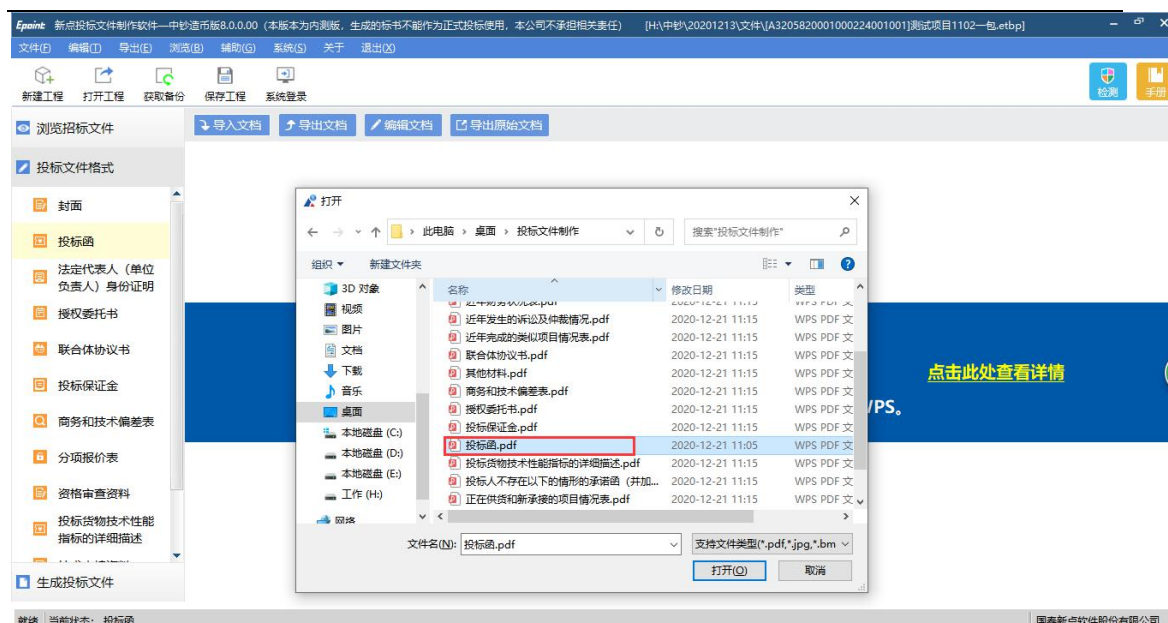 Epoint 新点投标文件制作软件—中钞造币版8.0.0.00（本版本为内测版，生成的标书不能作为正式投标使用，本公司不承担相关责任） [H:\中钞\20201213\文件\[A3205820001000224001001]测试项目1102—包.etbp]
文件(F) 编辑(T) 导出(E) 浏览(B) 辅助(G) 系统(S) 关于 退出(X)
新建工程 打开工程 获取备份 保存工程 系统登录 检测 手册
浏览招标文件 导入文档 导出文档 编辑文档 导出原始文档
投标文件格式
封面
投标函
法定代表人（单位
负责人）身份证明
授权委托书
联合体协议书
投标保证金
商务和技术偏差表
分项报价表
资格审查资料
投标货物技术性能
指标的详细描述
生成投标文件
打开
此电脑 › 桌面 › 投标文件制作 搜索"投标文件制作"
组织 新建文件夹
3D 对象
视频
图片
文档
下载
音乐
桌面
本地磁盘 (C:)
本地磁盘 (D:)
本地磁盘 (E:)
工作 (H:)
网络
名称 修改日期 类型
近年财务状况表.pdf 2020-12-21 11:15 WPS PDF 文
近年发生的诉讼及仲裁情况.pdf 2020-12-21 11:15 WPS PDF 文
近年完成的类似项目情况表.pdf 2020-12-21 11:15 WPS PDF 文
联合体协议书.pdf 2020-12-21 11:15 WPS PDF 文
其他材料.pdf 2020-12-21 11:15 WPS PDF 文
商务和技术偏差表.pdf 2020-12-21 11:15 WPS PDF 文
授权委托书.pdf 2020-12-21 11:15 WPS PDF 文
投标保证金.pdf 2020-12-21 11:15 WPS PDF 文
投标函.pdf 2020-12-21 11:05 WPS PDF 文
投标货物技术性能指标的详细描述.pdf 2020-12-21 11:15 WPS PDF 文
投标人不存在以下的情形的承诺函（并加... 2020-12-21 11:15 WPS PDF 文
正在供货和新承接的项目情况表.pdf 2020-12-21 11:15 WPS PDF 文
文件名(N): 投标函.pdf 支持文件类型(*.pdf,*.jpg,*.bm
打开(O) 取消
点击此处查看详情
/PS。
就绪 当前状态： 投标函 国泰新点软件股份有限公司